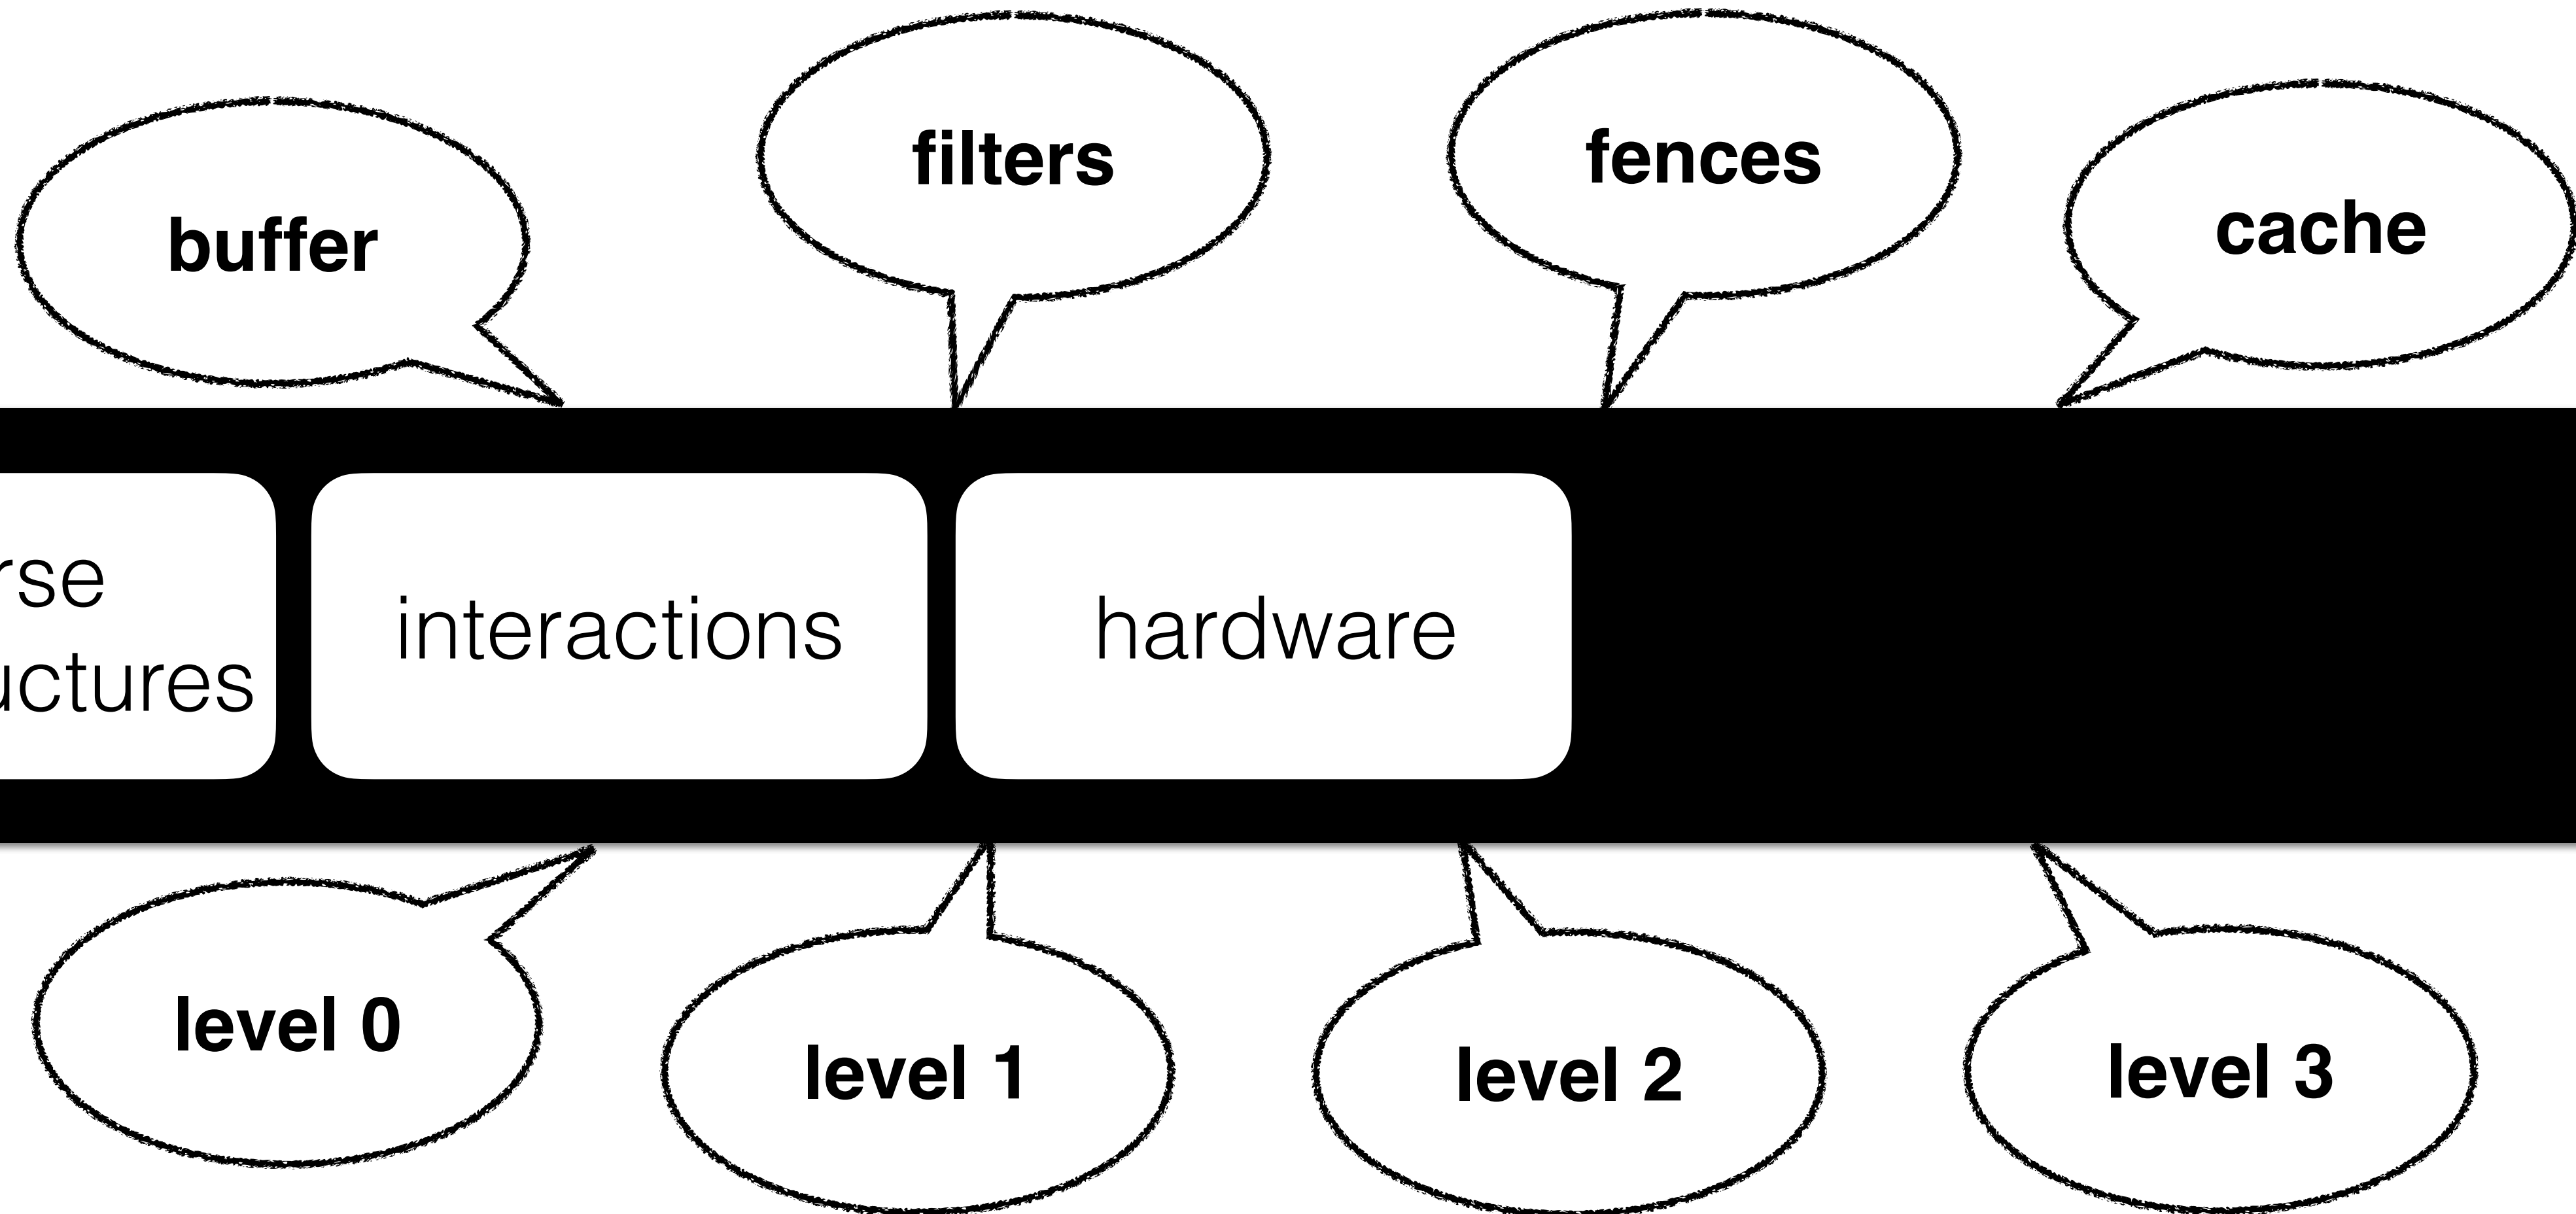 buffer
filters
fences
cache
rse
uctures
interactions
hardware
level 0
level 1
level 2
level 3